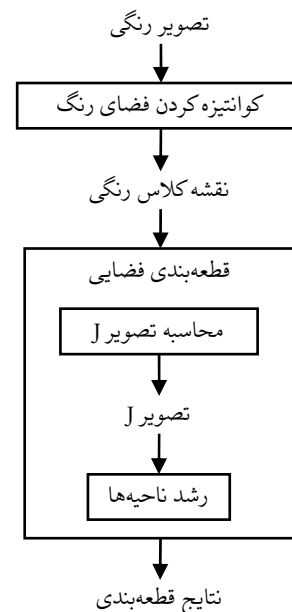 تصویر رنگی
کوانتیزه کردن فضای رنگ
نقشه کلاس رنگی
قطعه‌بندی فضایی
محاسبه تصویر J
تصویر J
رشد ناحیه‌ها
نتایج قطعه‌بندی